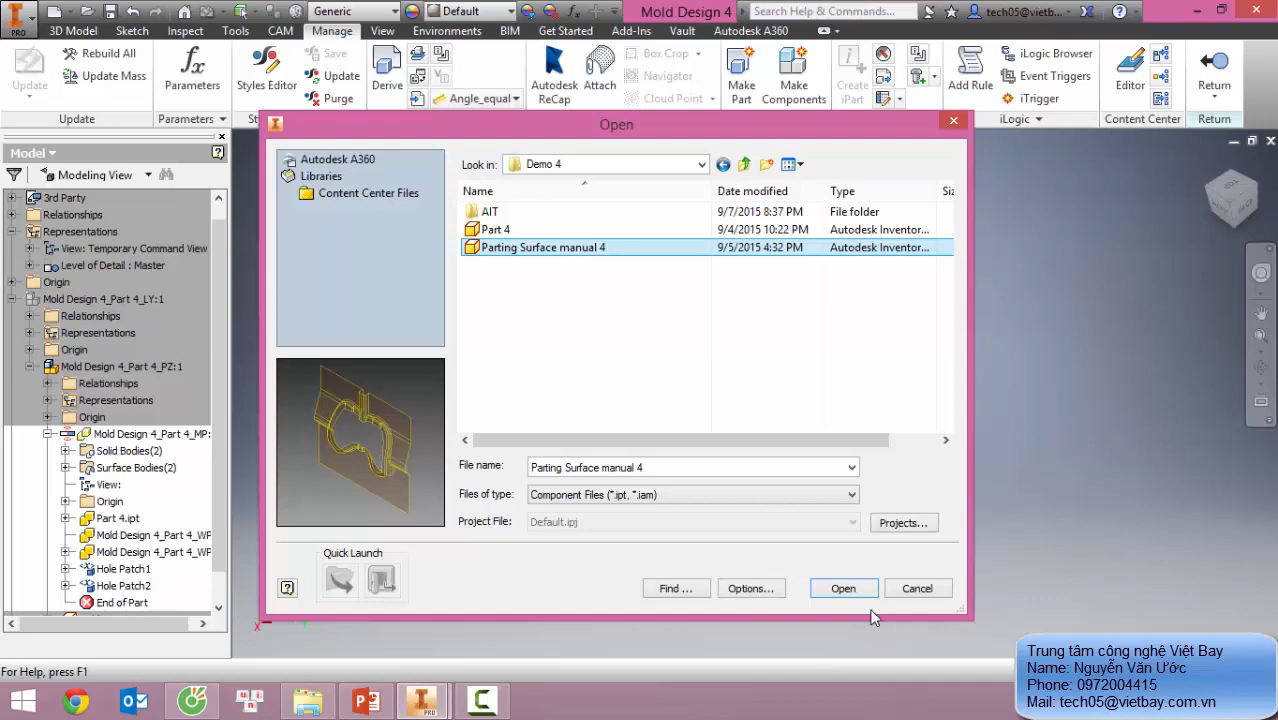 PRO
Generic
Default
Mold Design 4
Search Help & Commands...
tech05@vietb...
3D Model
Sketch
Inspect
Tools
CAM
Manage
View
Environments
BIM
Get Started
Add-Ins
Vault
Autodesk A360
Update
Rebuild All
Mass Update
Update
Parameters
Parameters
Styles Editor
Save
Update
Purge
Derive
Angle_equal
Autodesk
ReCap
Attach
Box Crop
Navigator
Cloud Point
Make
Part
Make
Components
Create
iPart
Add Rule
iLogic Browser
Event Triggers
iTrigger
iLogic
Editor
Content Center
Return
Return
Model
Modeling View
3rd Party
Relationships
Representations
View: Temporary Command View
Level of Detail : Master
Origin
Mold Design 4_Part 4_LY:1
Relationships
Representations
Origin
Mold Design 4_Part 4_PZ:1
Relationships
Representations
Origin
Mold Design 4_Part 4_MP:
Solid Bodies(2)
Surface Bodies(2)
View:
Origin
Part 4.ipt
Mold Design 4_Part 4_WP
Mold Design 4_Part 4_WP
Hole Patch1
Hole Patch2
End of Part
Open
Autodesk A360
Libraries
Content Center Files
Look in:
Demo 4
Name
Date modified
Type
Siz
AIT
9/7/2015 8:37 PM
File folder
Part 4
9/4/2015 10:22 PM
Autodesk Inventor...
Parting Surface manual 4
9/5/2015 4:32 PM
Autodesk Inventor...
File name:
Parting Surface manual 4
Files of type:
Component Files (*.ipt, *.iam)
Project File:
Default.ipj
Projects...
Quick Launch
Find ...
Options...
Open
Cancel
X
For Help, press F1
PRO
Trung tâm công nghệ Việt Bay
Name: Nguyễn Văn Ước
Phone: 0972004415
Mail: tech05@vietbay.com.vn